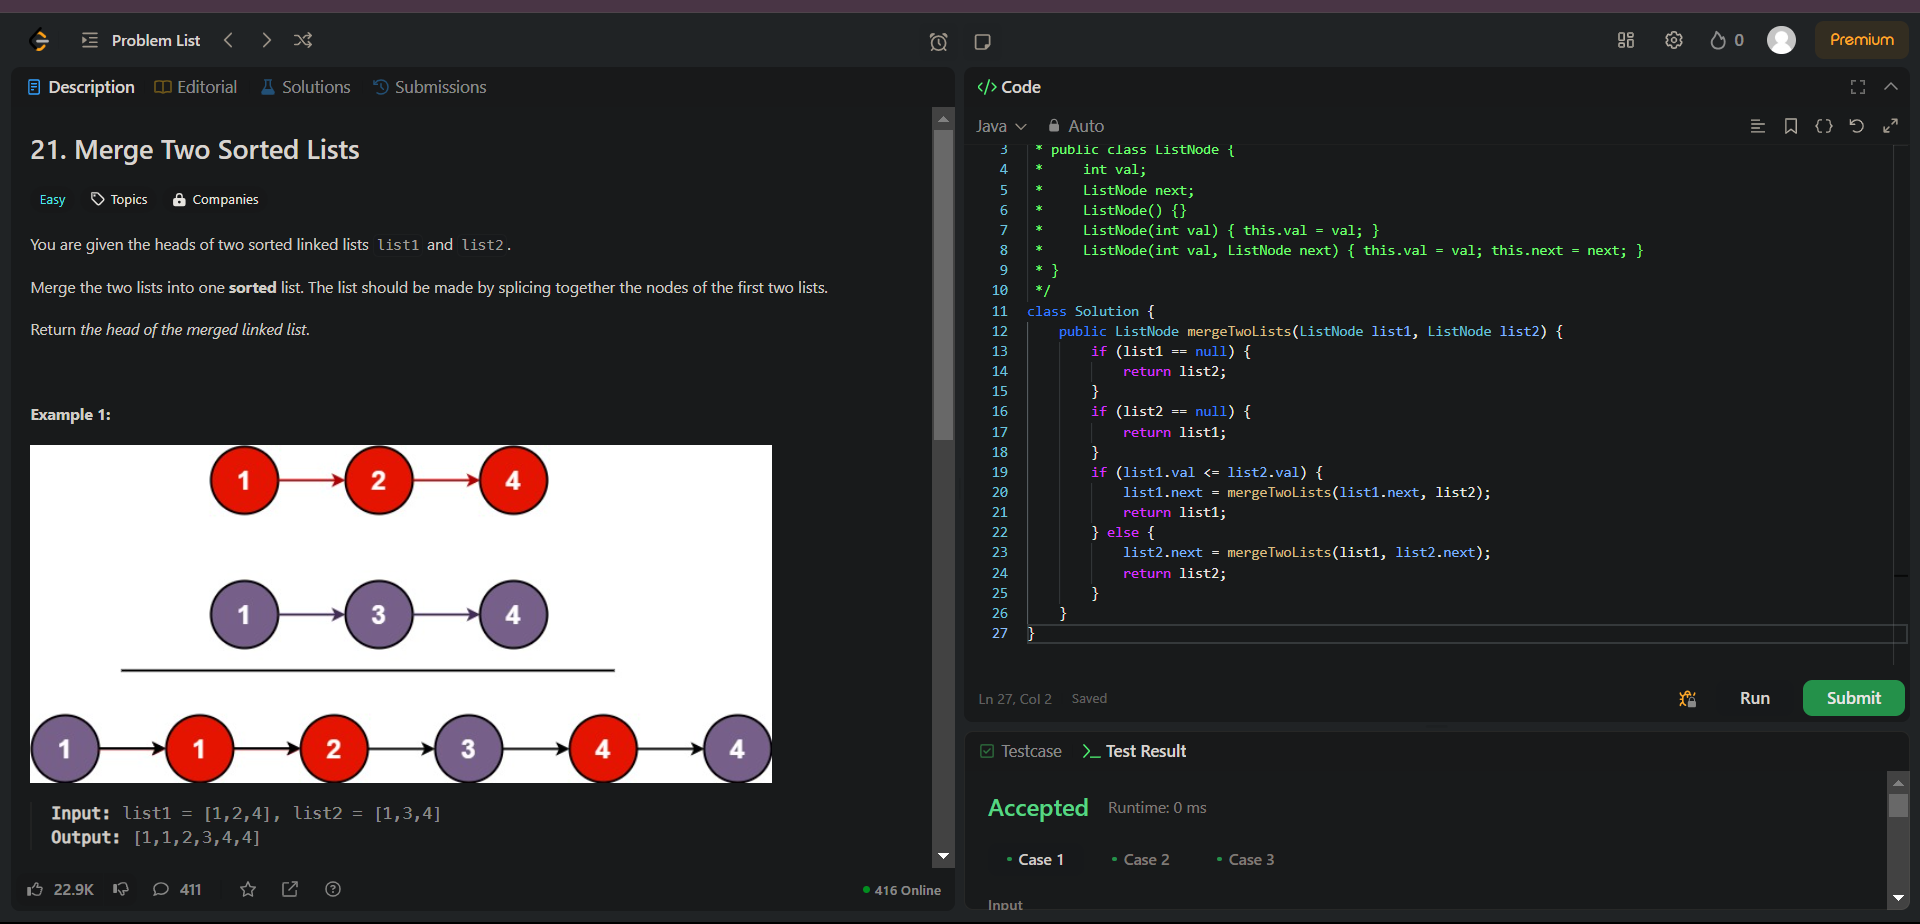 Problem List
0
Premium
Description
Editorial
Solutions
Submissions
21. Merge Two Sorted Lists
Easy
Topics
Companies
You are given the heads of two sorted linked lists list1 and list2.
Merge the two lists into one sorted list. The list should be made by splicing together the nodes of the first two lists.
Return the head of the merged linked list.
Example 1:
1 2 4
1 3 4
1 1 2 3 4 4
Input: list1 = [1,2,4], list2 = [1,3,4]
Output: [1,1,2,3,4,4]
22.9K
411
416 Online
</> Code
Java
Auto
3 * public class ListNode {
4 *     int val;
5 *     ListNode next;
6 *     ListNode() {}
7 *     ListNode(int val) { this.val = val; }
8 *     ListNode(int val, ListNode next) { this.val = val; this.next = next; }
9 * }
10 */
11 class Solution {
12     public ListNode mergeTwoLists(ListNode list1, ListNode list2) {
13         if (list1 == null) {
14             return list2;
15         }
16         if (list2 == null) {
17             return list1;
18         }
19         if (list1.val <= list2.val) {
20             list1.next = mergeTwoLists(list1.next, list2);
21             return list1;
22         } else {
23             list2.next = mergeTwoLists(list1, list2.next);
24             return list2;
25         }
26     }
27 }
Ln 27, Col 2
Saved
Run
Submit
Testcase
>_ Test Result
Accepted
Runtime: 0 ms
• Case 1
• Case 2
• Case 3
Input